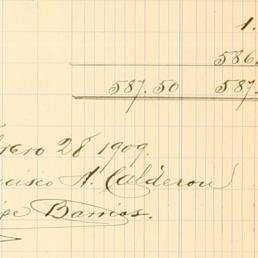 1.
586.
587.50 587.
rero 28 1909.
cisco A. Calderon
Barrios.